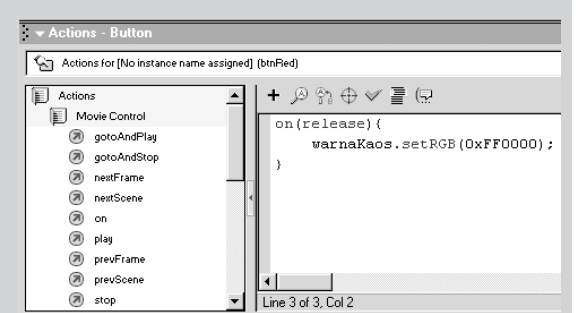 Actions - Button
Actions for [No instance name assigned] (btnRed)
Actions
Movie Control
gotoAndPlay
gotoAndStop
nextFrame
nextScene
on
play
prevFrame
prevScene
stop
on(release){
warnaKaos.setRGB(0xFF0000);
}
Line 3 of 3, Col 2